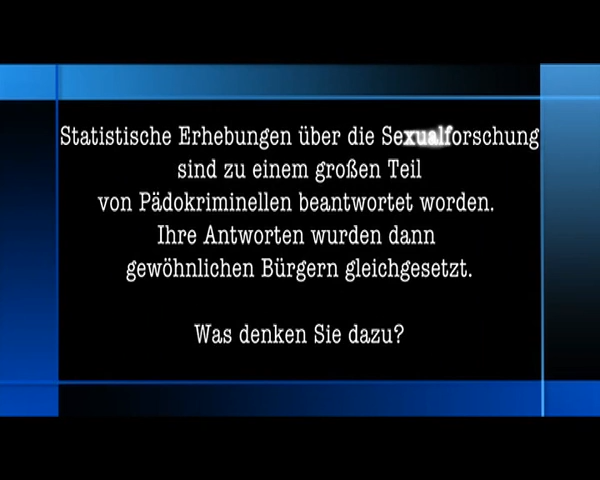 Statistische Erhebungen über die Sexualforschung
sind zu einem großen Teil
von Pädokriminellen beantwortet worden.
Ihre Antworten wurden dann
gewöhnlichen Bürgern gleichgesetzt.
Was denken Sie dazu?